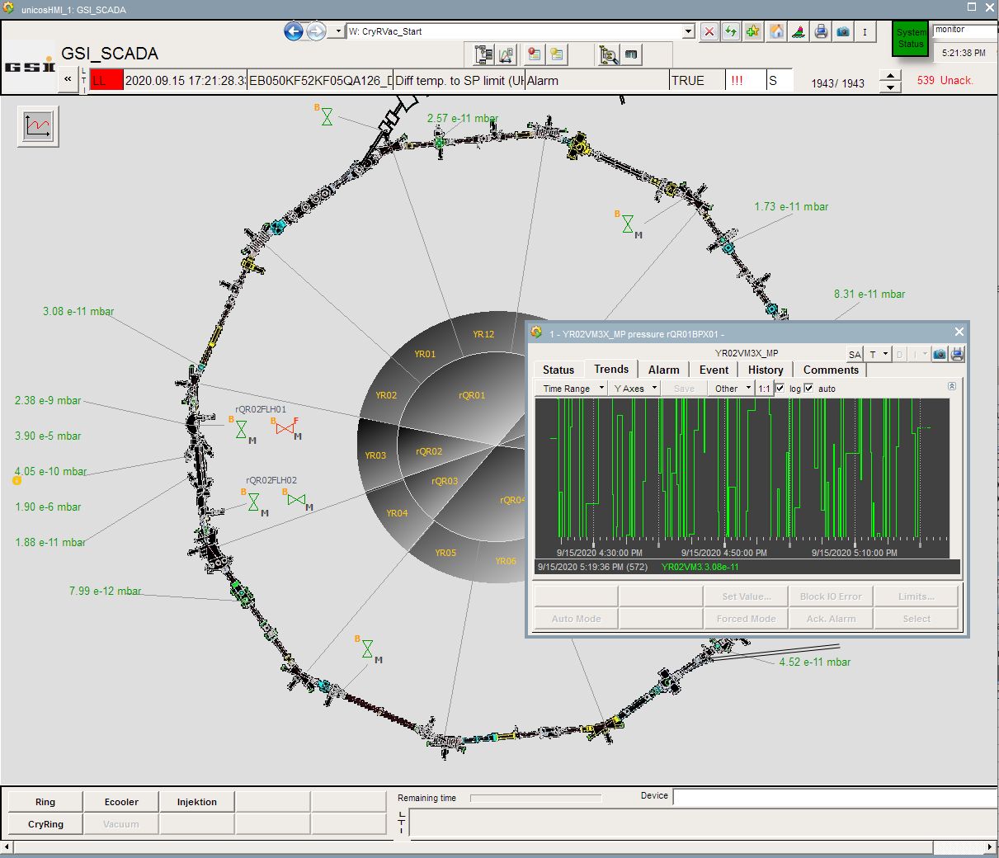 unicosHMI_1: GSI_SCADA
W: CryRVac_Start
I
System Status
monitor
5:21:38 PM
GSI
GSI_SCADA
«
L
T
I
LL
2020.09.15 17:21:28.3
EB050KF52KF05QA126_
Diff temp. to SP limit
Alarm
TRUE
!!!
S
1943/ 1943
539 Unack.
B
2.57 e-11 mbar
B
M
1.73 e-11 mbar
8.31 e-11 mbar
3.08 e-11 mbar
2.38 e-9 mbar
3.90 e-5 mbar
4.05 e-10 mbar
1.90 e-6 mbar
1.88 e-11 mbar
7.99 e-12 mbar
4.52 e-11 mbar
rQR02FLH01
B
M
B
F
M
rQR02FLH02
B
M
B
M
B
M
YR12
YR01
YR02
YR03
YR04
YR05
YR06
rQR01
rQR02
rQR03
rQR04
1 - YR02VM3X_MP pressure rQR01BPX01 -
YR02VM3X_MP
SA
T
D
I
Status
Trends
Alarm
Event
History
Comments
Time Range
Y Axes
Save
Other
1:1
log
auto
9/15/2020 4:30:00 PM
9/15/2020 4:50:00 PM
9/15/2020 5:10:00 PM
9/15/2020 5:19:36 PM (572)
YR02VM3:3.08e-11
Set Value...
Block IO Error
Limits...
Auto Mode
Forced Mode
Ack. Alarm
Select
Ring
Ecooler
Injektion
CryRing
Vacuum
Remaining time
Device
L
T
I